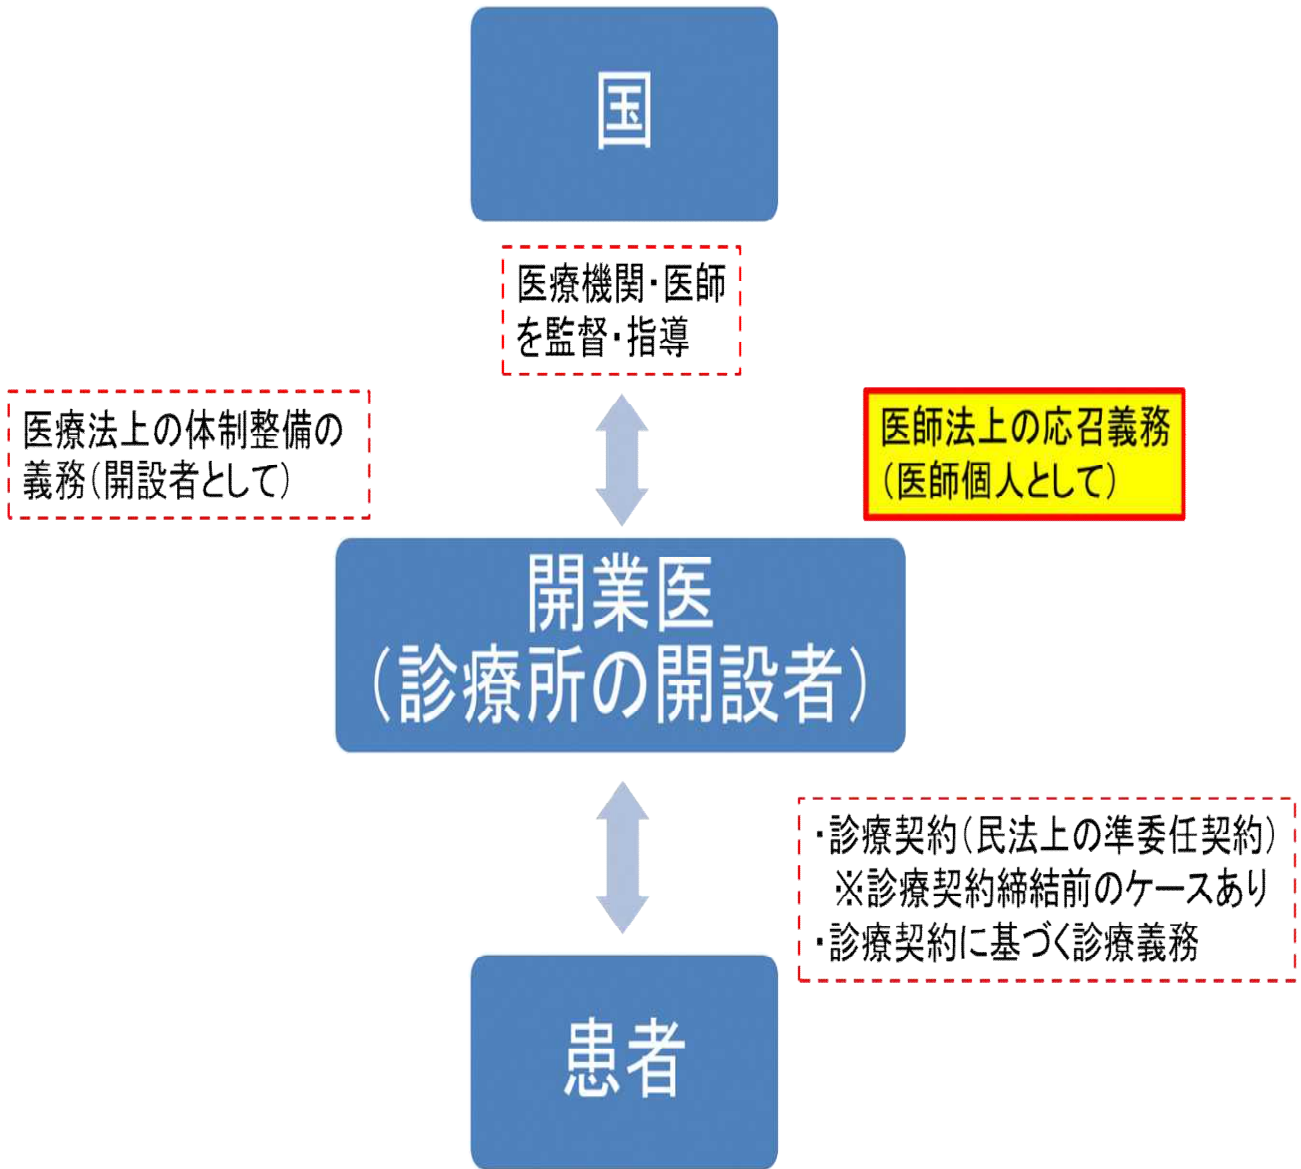 国
医療機関・医師
を監督・指導
医療法上の体制整備の
義務(開設者として)
医師法上の応召義務
(医師個人として)
開業医
(診療所の開設者)
・診療契約(民法上の準委任契約)
※診療契約締結前のケースあり
・診療契約に基づく診療義務
患者